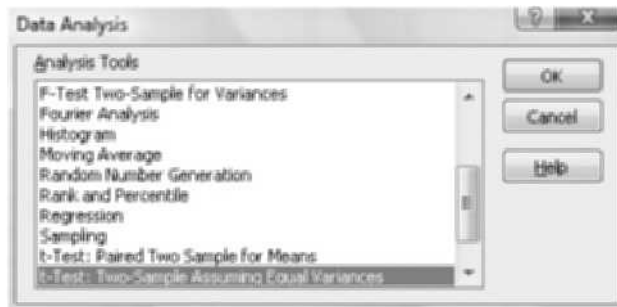 Data Analysis
Analysis Tools
F-Test Two-Sample for Variances
Fourier Analysis
Histogram
Moving Average
Random Number Generation
Rank and Percentile
Regression
Sampling
t-Test: Paired Two Sample for Means
t-Test: Two-Sample Assuming Equal Variances
OK
Cancel
Help